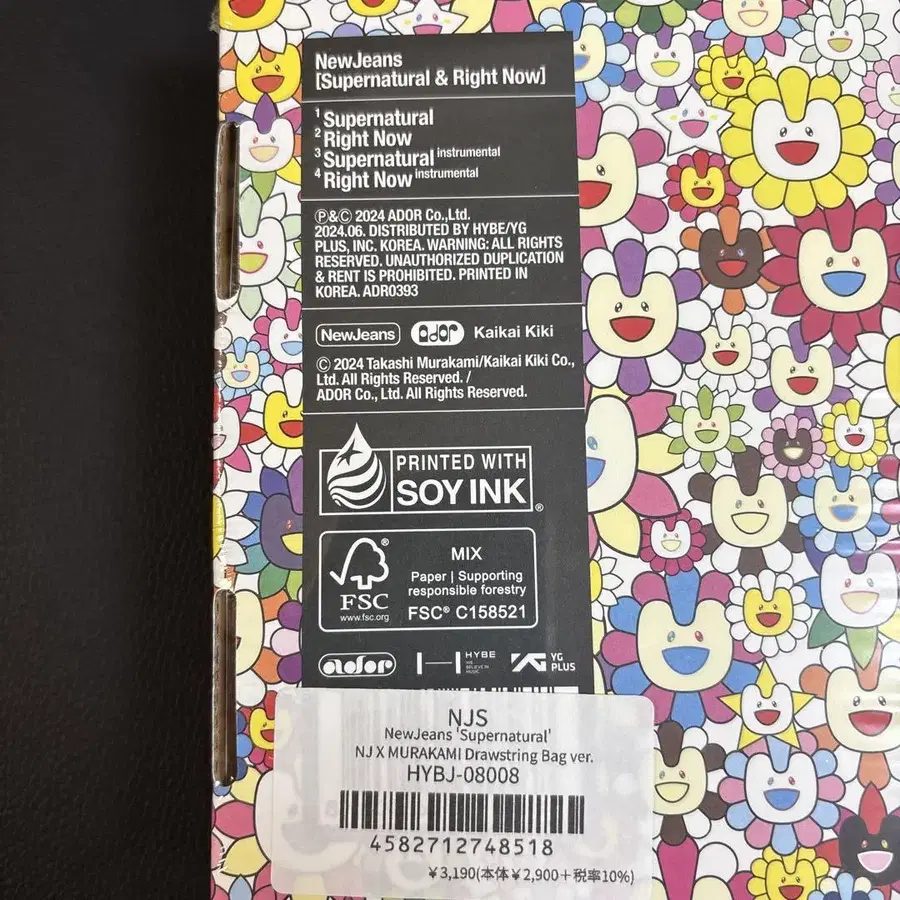 NewJeans
[Supernatural & Right Now]
1 Supernatural
2 Right Now
3 Supernatural instrumental
4 Right Now instrumental
Ⓟ&Ⓒ 2024 ADOR Co.,Ltd.
2024.06. DISTRIBUTED BY HYBE/YG
PLUS, INC. KOREA. WARNING: ALL RIGHTS
RESERVED. UNAUTHORIZED DUPLICATION
& RENT IS PROHIBITED. PRINTED IN
KOREA. ADR0393
NewJeans ador Kaikai Kiki
Ⓒ 2024 Takashi Murakami/Kaikai Kiki Co.,
Ltd. All Rights Reserved. /
ADOR Co., Ltd. All Rights Reserved.
PRINTED WITH
SOY INK®
FSC®
www.fsc.org
MIX
Paper | Supporting
responsible forestry
FSC® C158521
ador HYBE WE BELIEVE IN MUSIC YG PLUS
NJS
NewJeans 'Supernatural'
NJ X MURAKAMI Drawstring Bag ver.
HYBJ-08008
4582712748518
¥3,190(本体¥2,900+税率10%)